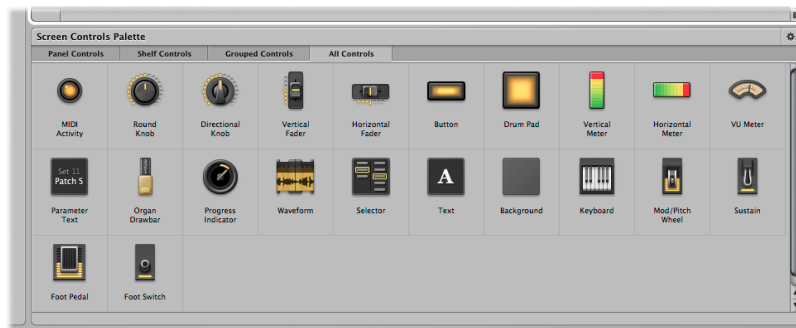 Screen Controls Palette
Panel Controls Shelf Controls Grouped Controls All Controls
MIDI Activity
Round Knob
Directional Knob
Vertical Fader
Horizontal Fader
Button
Drum Pad
Vertical Meter
Horizontal Meter
VU Meter
Set 11
Patch 5
Parameter Text
Organ Drawbar
Progress Indicator
Waveform
Selector
A
Text
Background
Keyboard
Mod/Pitch Wheel
Sustain
Foot Pedal
Foot Switch